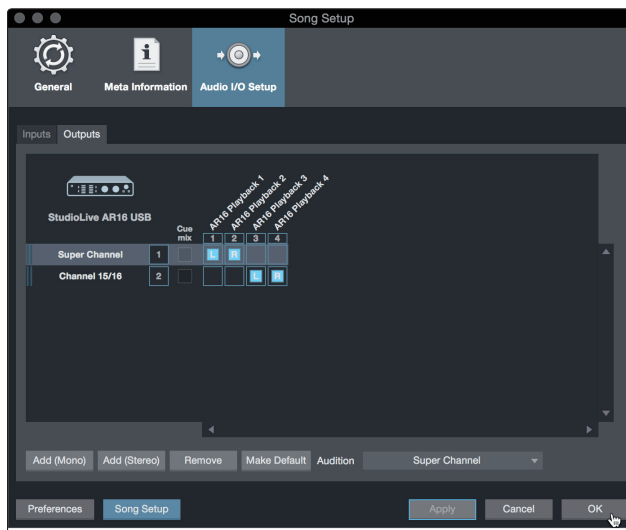 Song Setup
General
Meta Information
Audio I/O Setup
Inputs
Outputs
StudioLive AR16 USB
Cue
mix
AR16 Playback 1
AR16 Playback 2
AR16 Playback 3
AR16 Playback 4
1 2 3 4
Super Channel 1 L R
Channel 15/16 2 L R
Add (Mono) Add (Stereo) Remove Make Default Audition Super Channel
Preferences Song Setup Apply Cancel OK